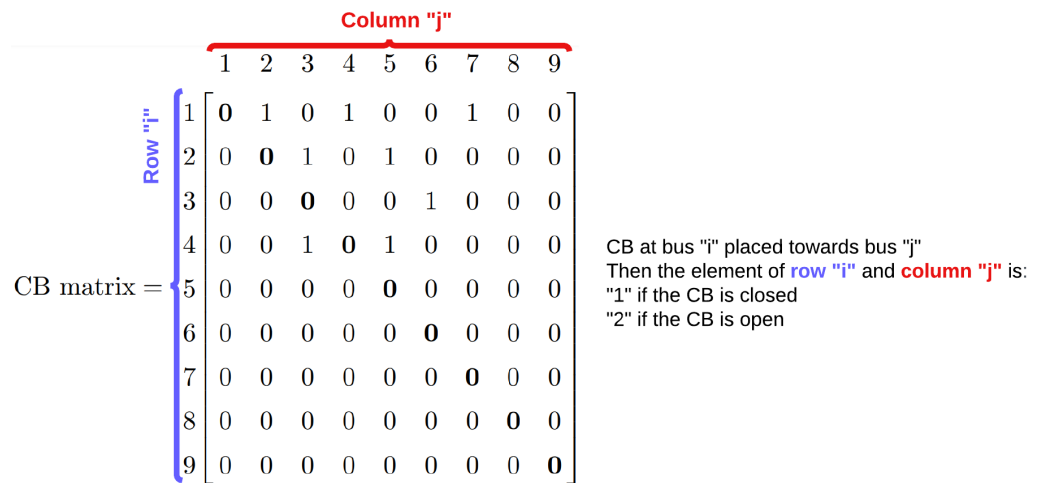 Column "j"
1 2 3 4 5 6 7 8 9
Row "i"
1 0 1 0 1 0 0 1 0 0
2 0 0 1 0 1 0 0 0 0
3 0 0 0 0 0 1 0 0 0
4 0 0 1 0 1 0 0 0 0
CB matrix = 5 0 0 0 0 0 0 0 0 0
6 0 0 0 0 0 0 0 0 0
7 0 0 0 0 0 0 0 0 0
8 0 0 0 0 0 0 0 0 0
9 0 0 0 0 0 0 0 0 0
CB at bus "i" placed towards bus "j"
Then the element of row "i" and column "j" is:
"1" if the CB is closed
"2" if the CB is open